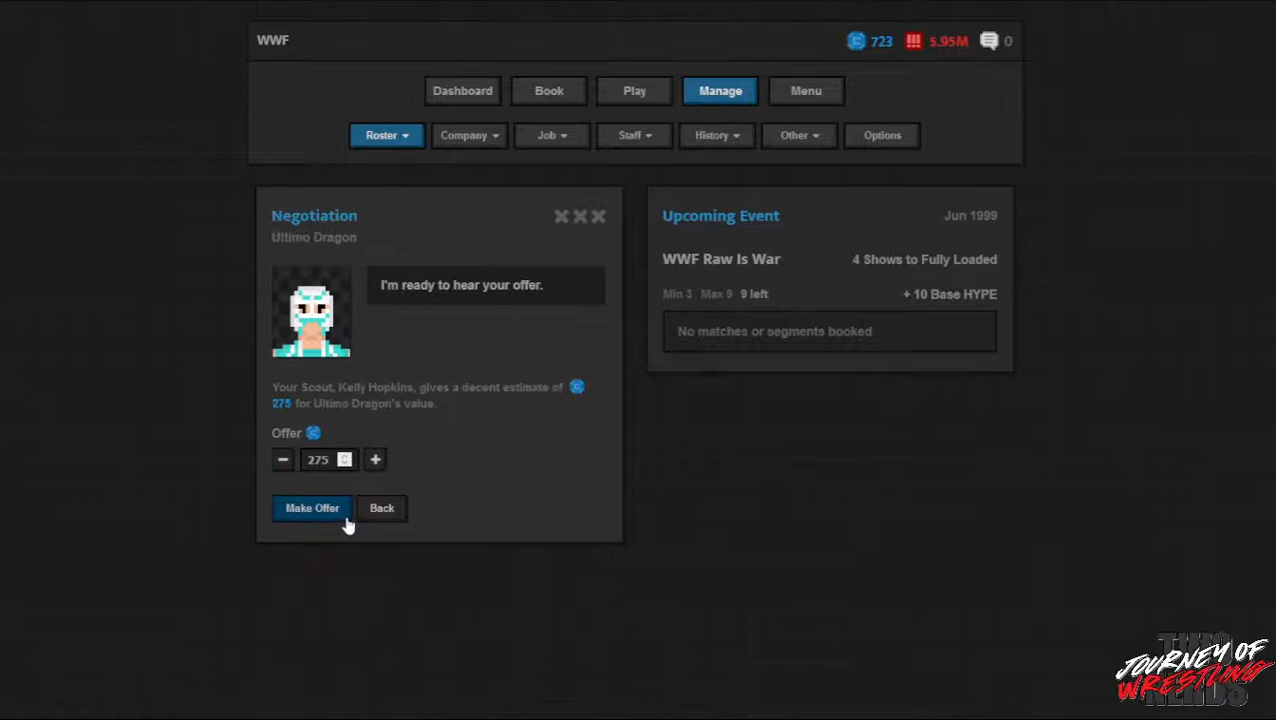 WWF
723 5.95M 0
Dashboard Book Play Manage Menu
Roster Company Job Staff History Other Options
Negotiation
Ultimo Dragon
I'm ready to hear your offer.
Your Scout, Kelly Hopkins, gives a decent estimate of
275 for Ultimo Dragon's value.
Offer
275
Make Offer Back
Upcoming Event Jun 1999
WWF Raw Is War 4 Shows to Fully Loaded
Min 3 Max 9 9 left + 10 Base HYPE
No matches or segments booked
JOURNEY OF
WRESTLING